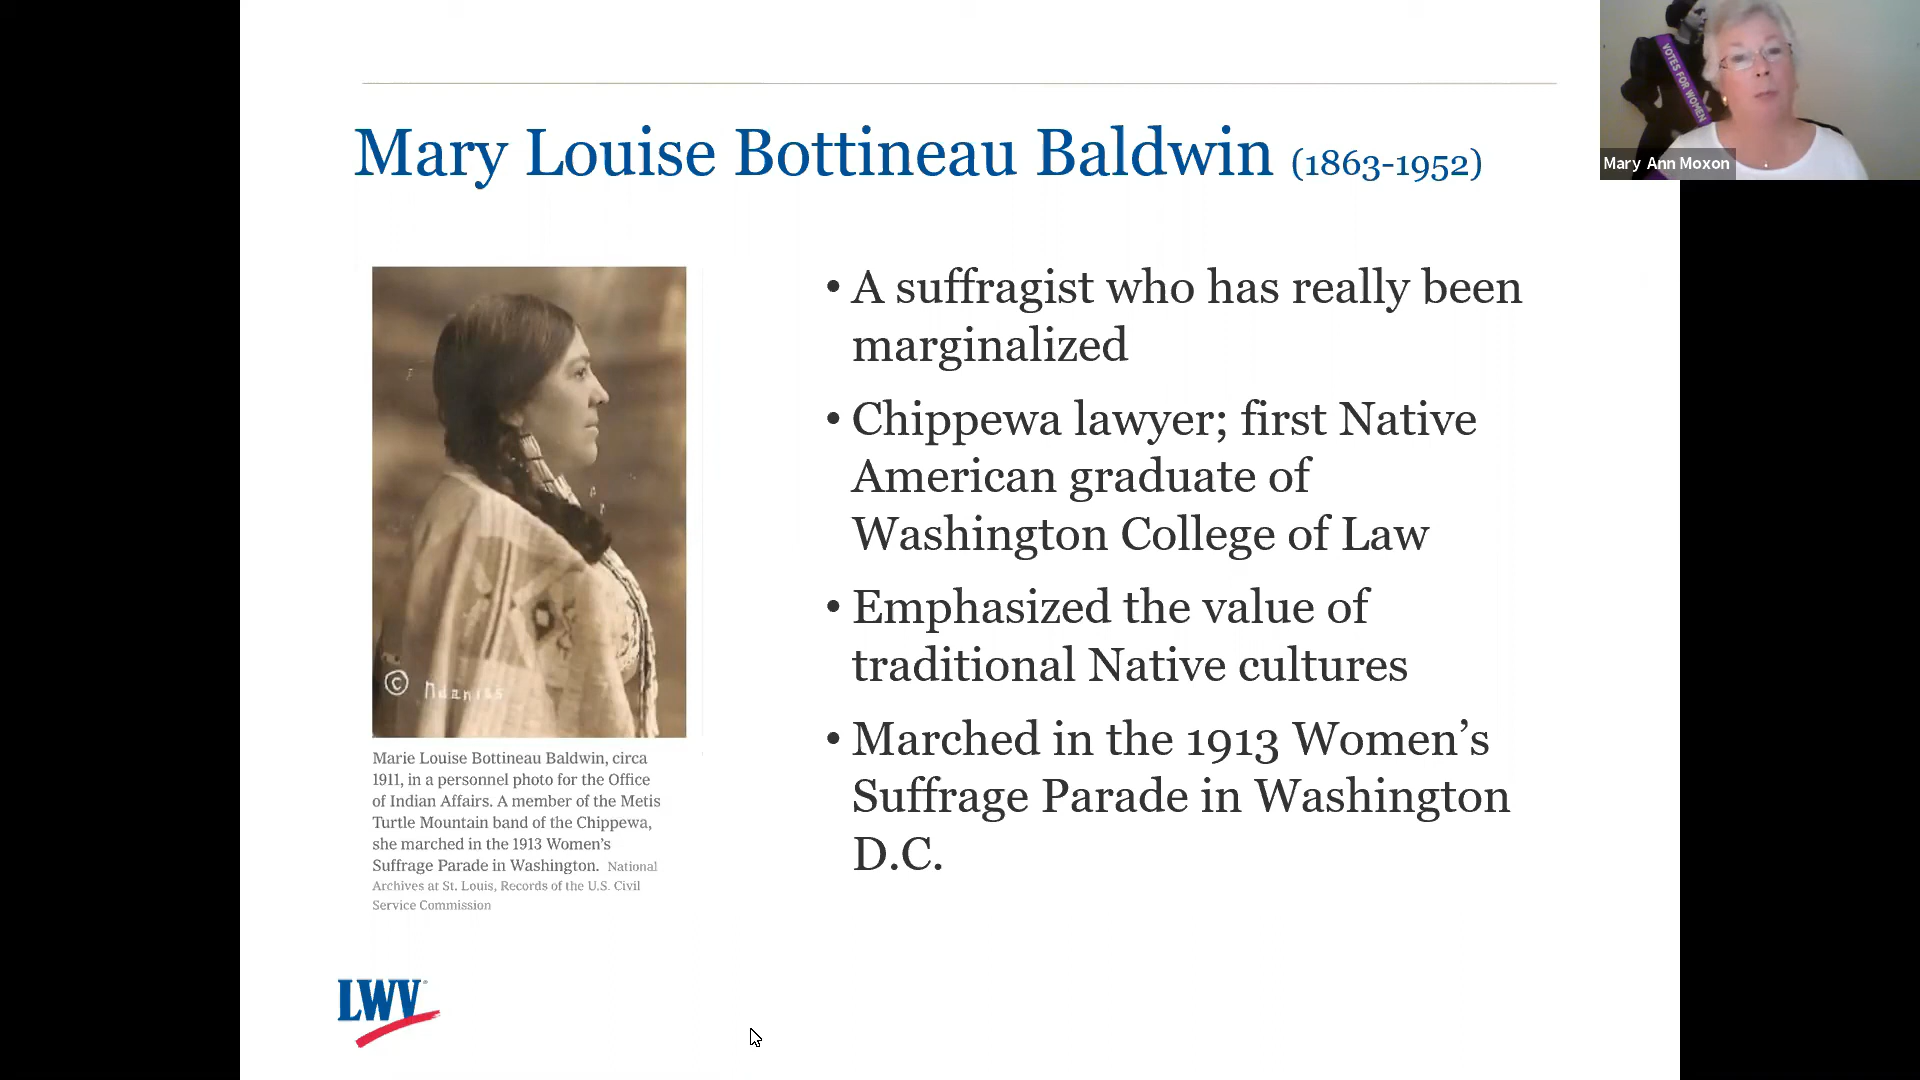 Mary Louise Bottineau Baldwin (1863-1952)
VOTES FOR WOMEN
Mary Ann Moxon
• A suffragist who has really been
marginalized
• Chippewa lawyer; first Native
American graduate of
Washington College of Law
• Emphasized the value of
traditional Native cultures
• Marched in the 1913 Women’s
Suffrage Parade in Washington
D.C.
©
Marie Louise Bottineau Baldwin, circa
1911, in a personnel photo for the Office
of Indian Affairs. A member of the Metis
Turtle Mountain band of the Chippewa,
she marched in the 1913 Women’s
Suffrage Parade in Washington. National
Archives at St. Louis, Records of the U.S. Civil
Service Commission
LWV